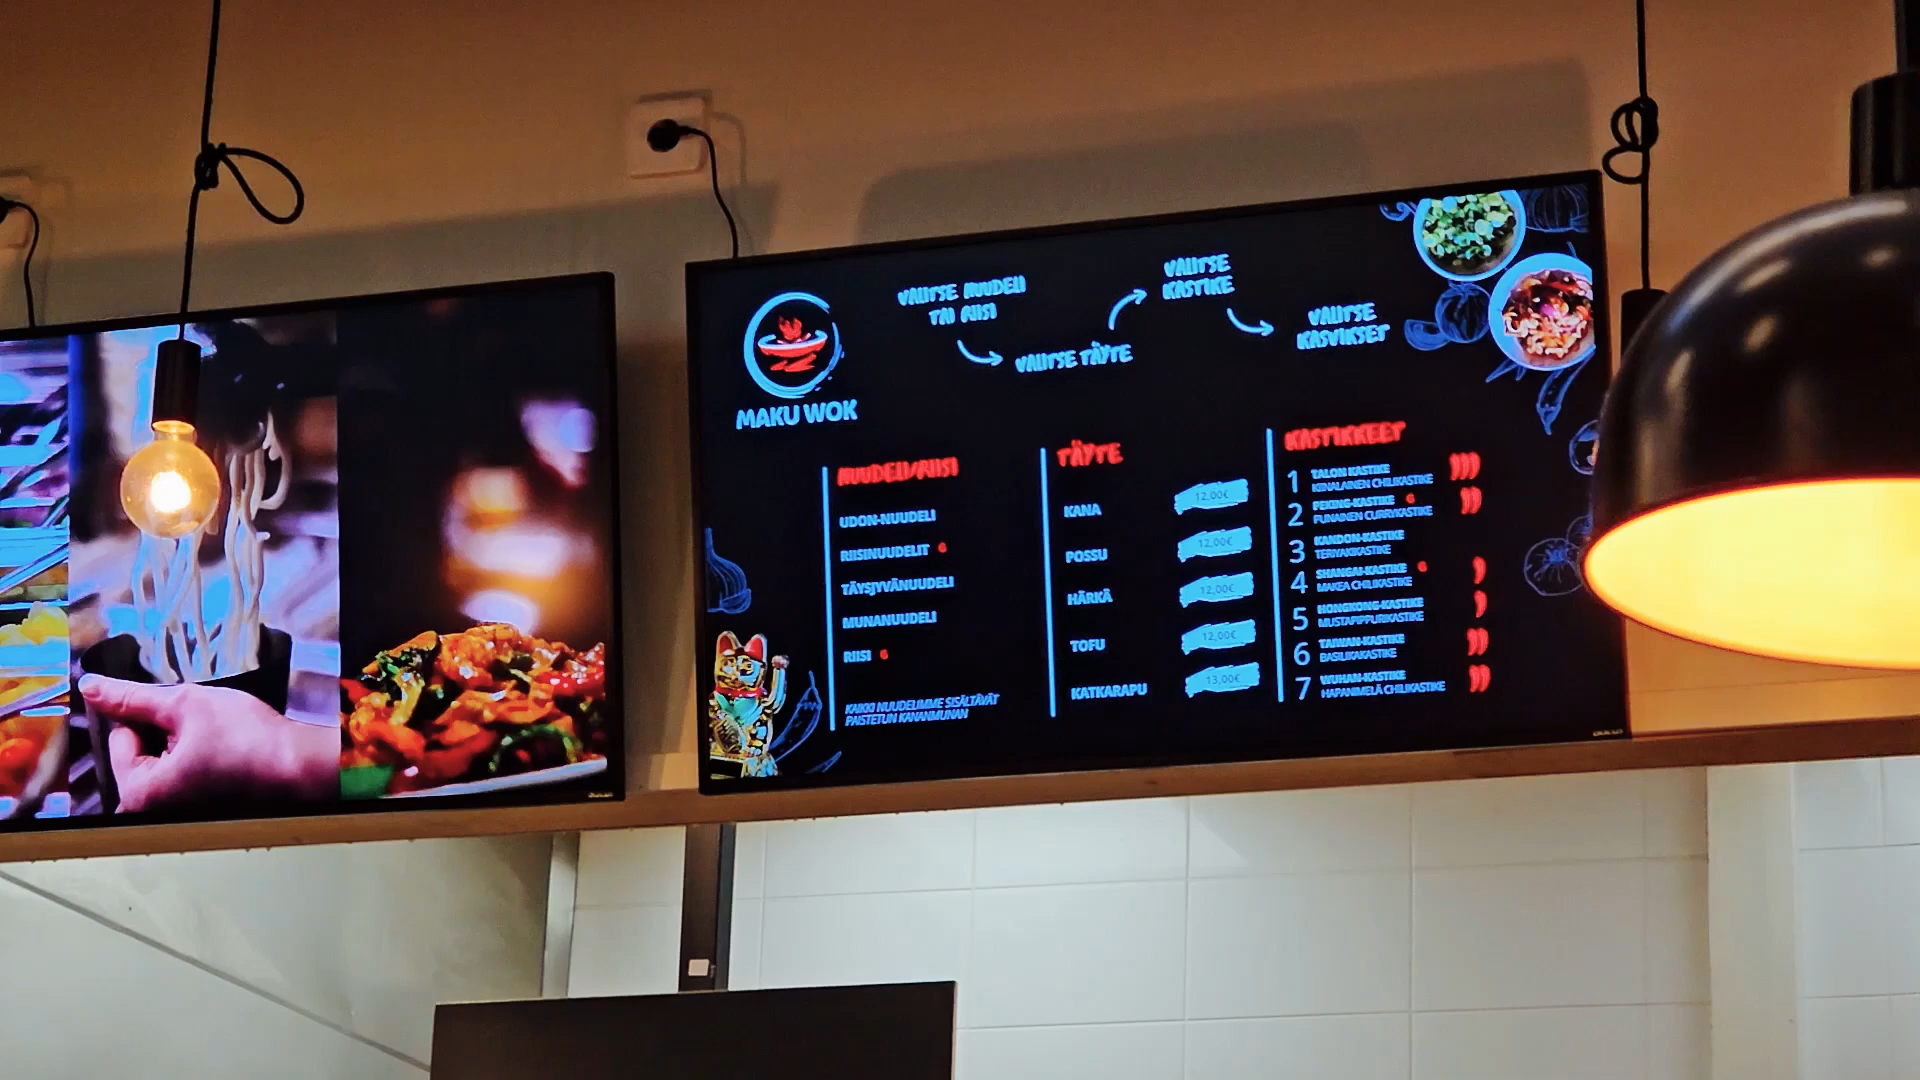 VALITSE NUUDELI
TAI RIISI
VALITSE TÄYTE
VALITSE
KASTIKE
VALITSE
KASVIKSET
MAKU WOK
NUUDELI/RIISI
UDON-NUUDELI
RIISINUUDELIT G
TÄYSJYVÄNUUDELI
MUNANUUDELI
RIISI G
KAIKKI NUUDELIMME SISÄLTÄVÄT
PAISTETUN KANANMUNAN
TÄYTE
KANA 12,00€
POSSU 12,00€
HÄRKÄ 12,00€
TOFU 12,00€
KATKARAPU 13,00€
KASTIKKEET
1 TALON KASTIKE
KIINALAINEN CHILIKASTIKE
2 PEKING-KASTIKE G
PUNAINEN CURRYKASTIKE
3 KANDON-KASTIKE
TERIYAKIKASTIKE
4 SHANGAI-KASTIKE G
MAKEA CHILIKASTIKE
5 HONGKONG-KASTIKE
MUSTAPIPPURIKASTIKE
6 TAIWAN-KASTIKE
BASILIKAKASTIKE
7 WUHAN-KASTIKE
HAPANIMELÄ CHILIKASTIKE